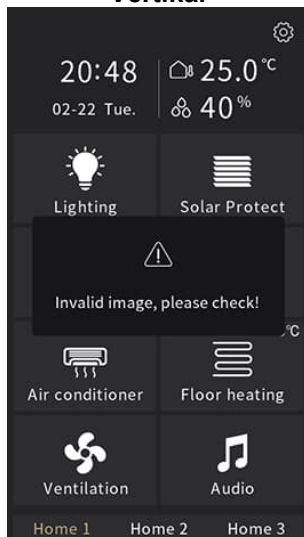 20:48
25.0°C
02-22 Tue.
40%
Lighting
Solar Protect
Invalid image, please check!
°C
Air conditioner
Floor heating
Ventilation
Audio
Home 1
Home 2
Home 3